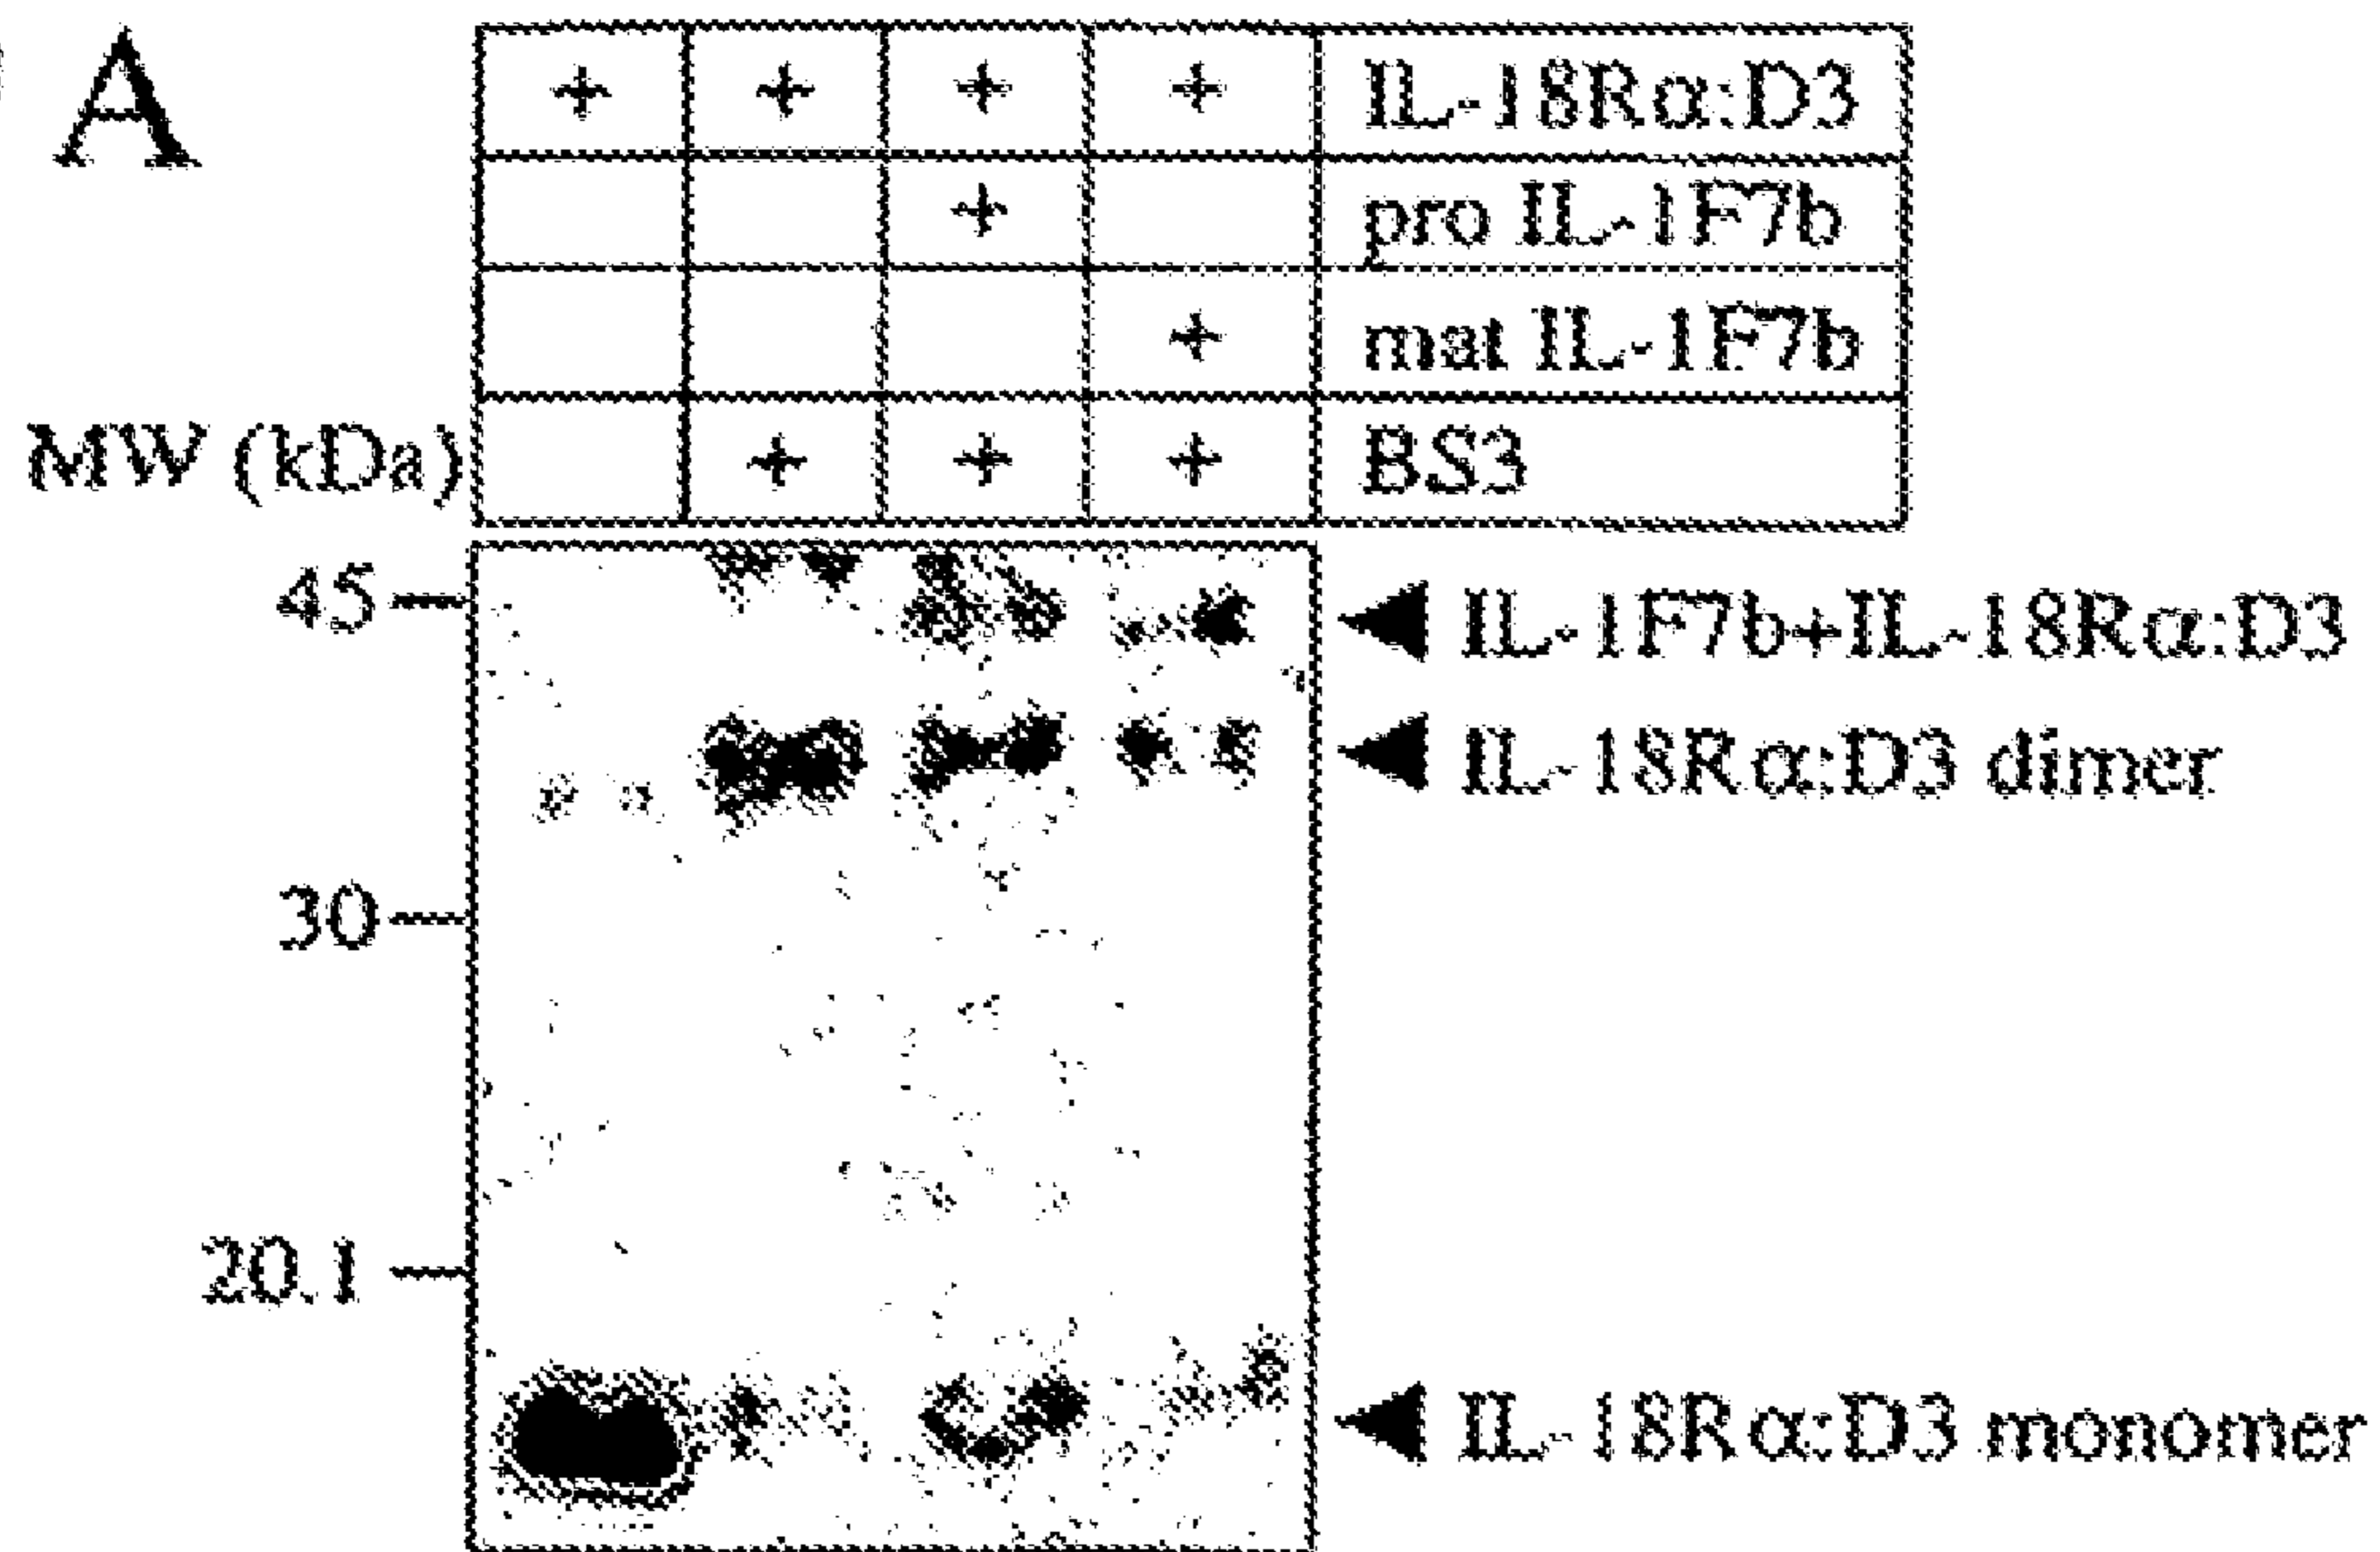 A
+ + + + IL-18Rα:D3
+ pro IL-1F7b
+ mat IL-1F7b
MW (kDa) + + + BS3
45 IL-1F7b+IL-18Rα:D3
IL-18Rα:D3 dimer
30
20.1
IL-18Rα:D3 monomer